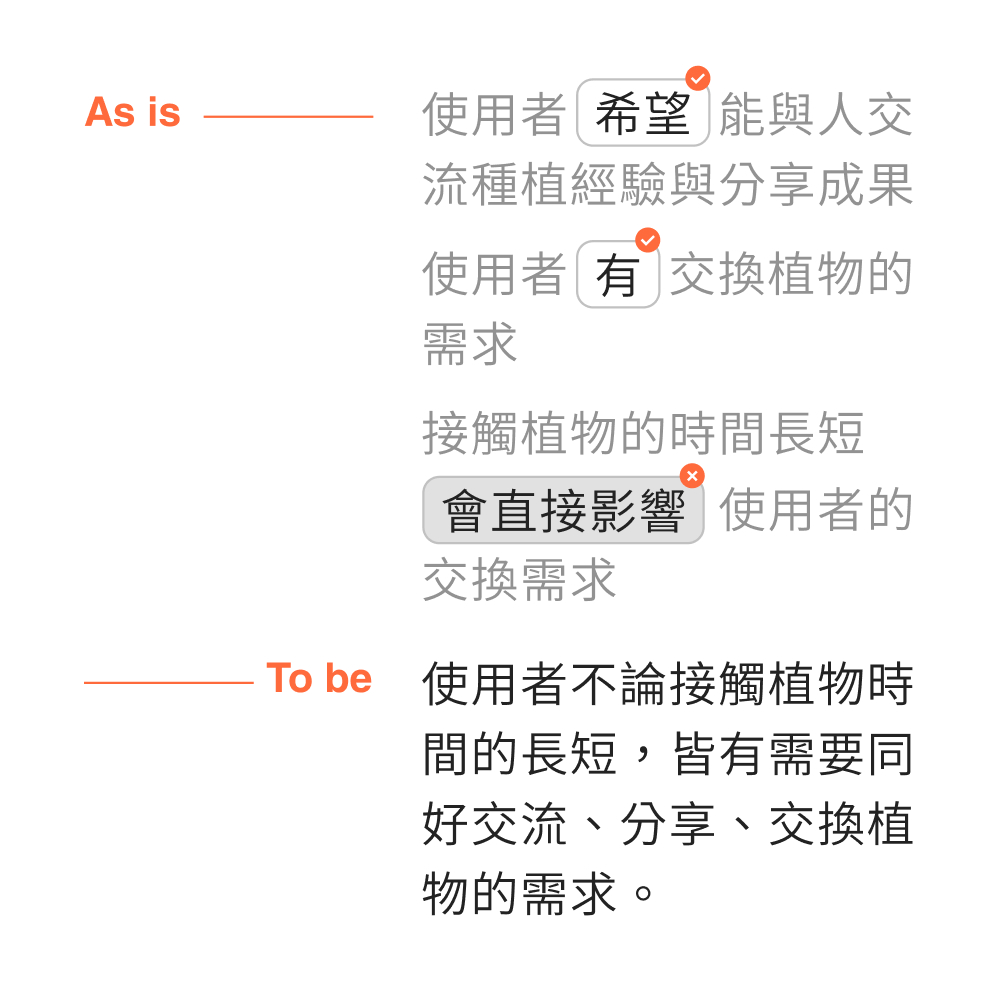 As is
使用者 希望 能與人交
流種植經驗與分享成果
使用者 有 交換植物的
需求
接觸植物的時間長短
會直接影響 使用者的
交換需求
To be
使用者不論接觸植物時
間的長短，皆有需要同
好交流、分享、交換植
物的需求。